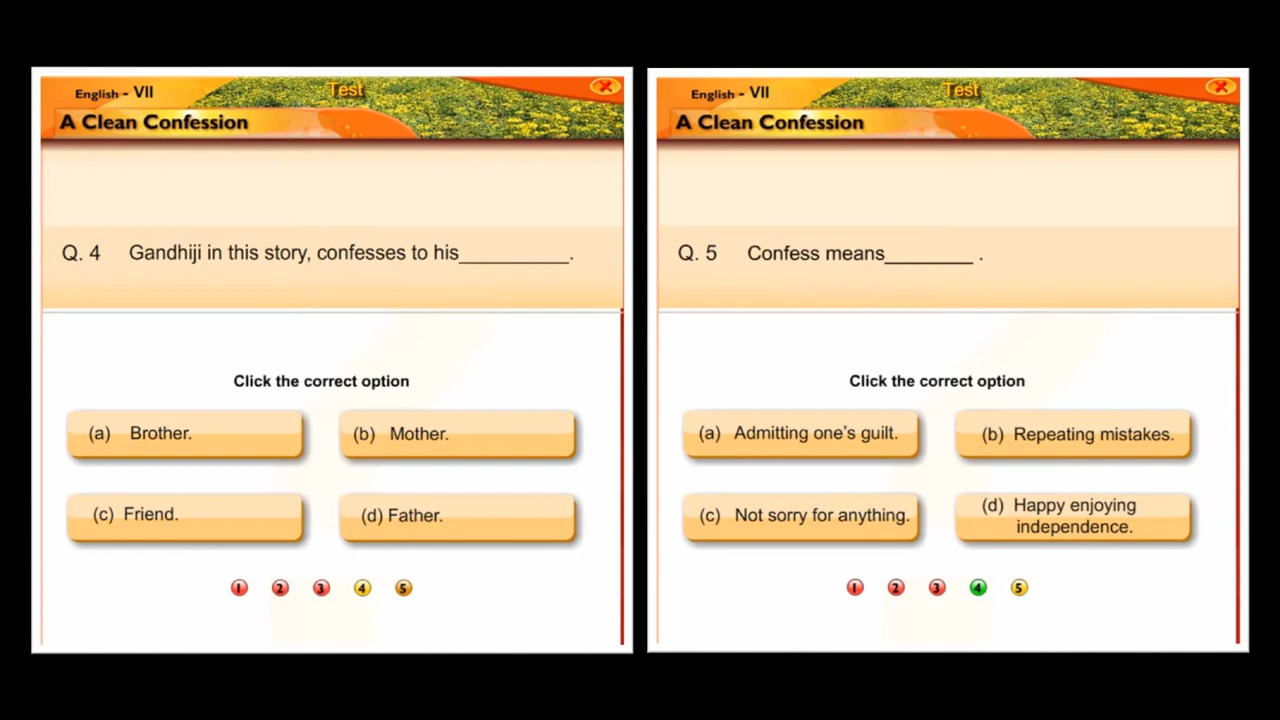 English - VII
Test
A Clean Confession
Q. 4 Gandhiji in this story, confesses to his__________.
Click the correct option
(a) Brother.
(b) Mother.
(c) Friend.
(d) Father.
1 2 3 4 5
English - VII
Test
A Clean Confession
Q. 5 Confess means________ .
Click the correct option
(a) Admitting one's guilt.
(b) Repeating mistakes.
(c) Not sorry for anything.
(d) Happy enjoying
independence.
1 2 3 4 5